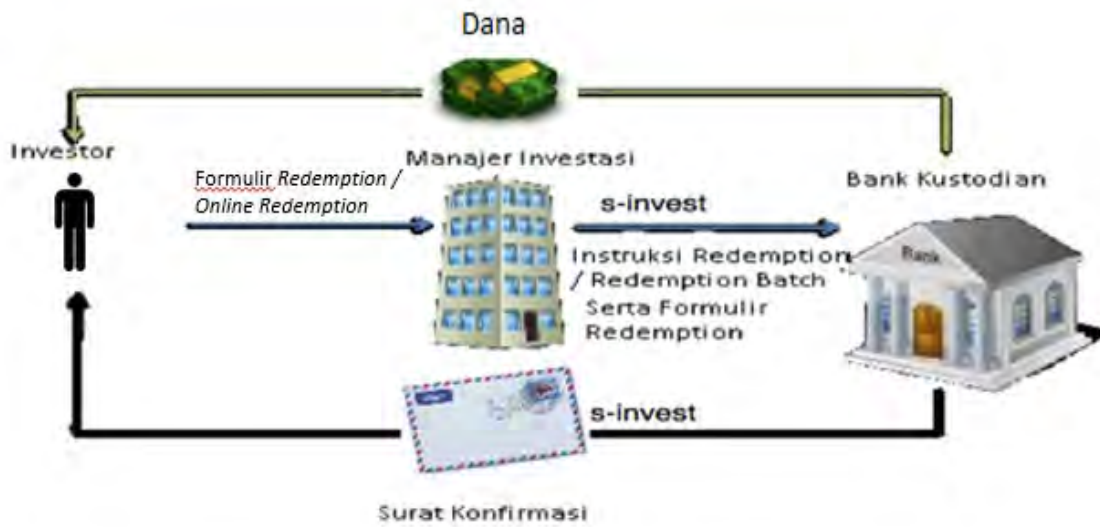 Dana
Investor
Manajer Investasi
Bank Kustodian
Formulir Redemption /
Online Redemption
s-invest
Instruksi Redemption
/ Redemption Batch
Serta Formulir
Redemption
Bank
s-invest
Surat Konfirmasi